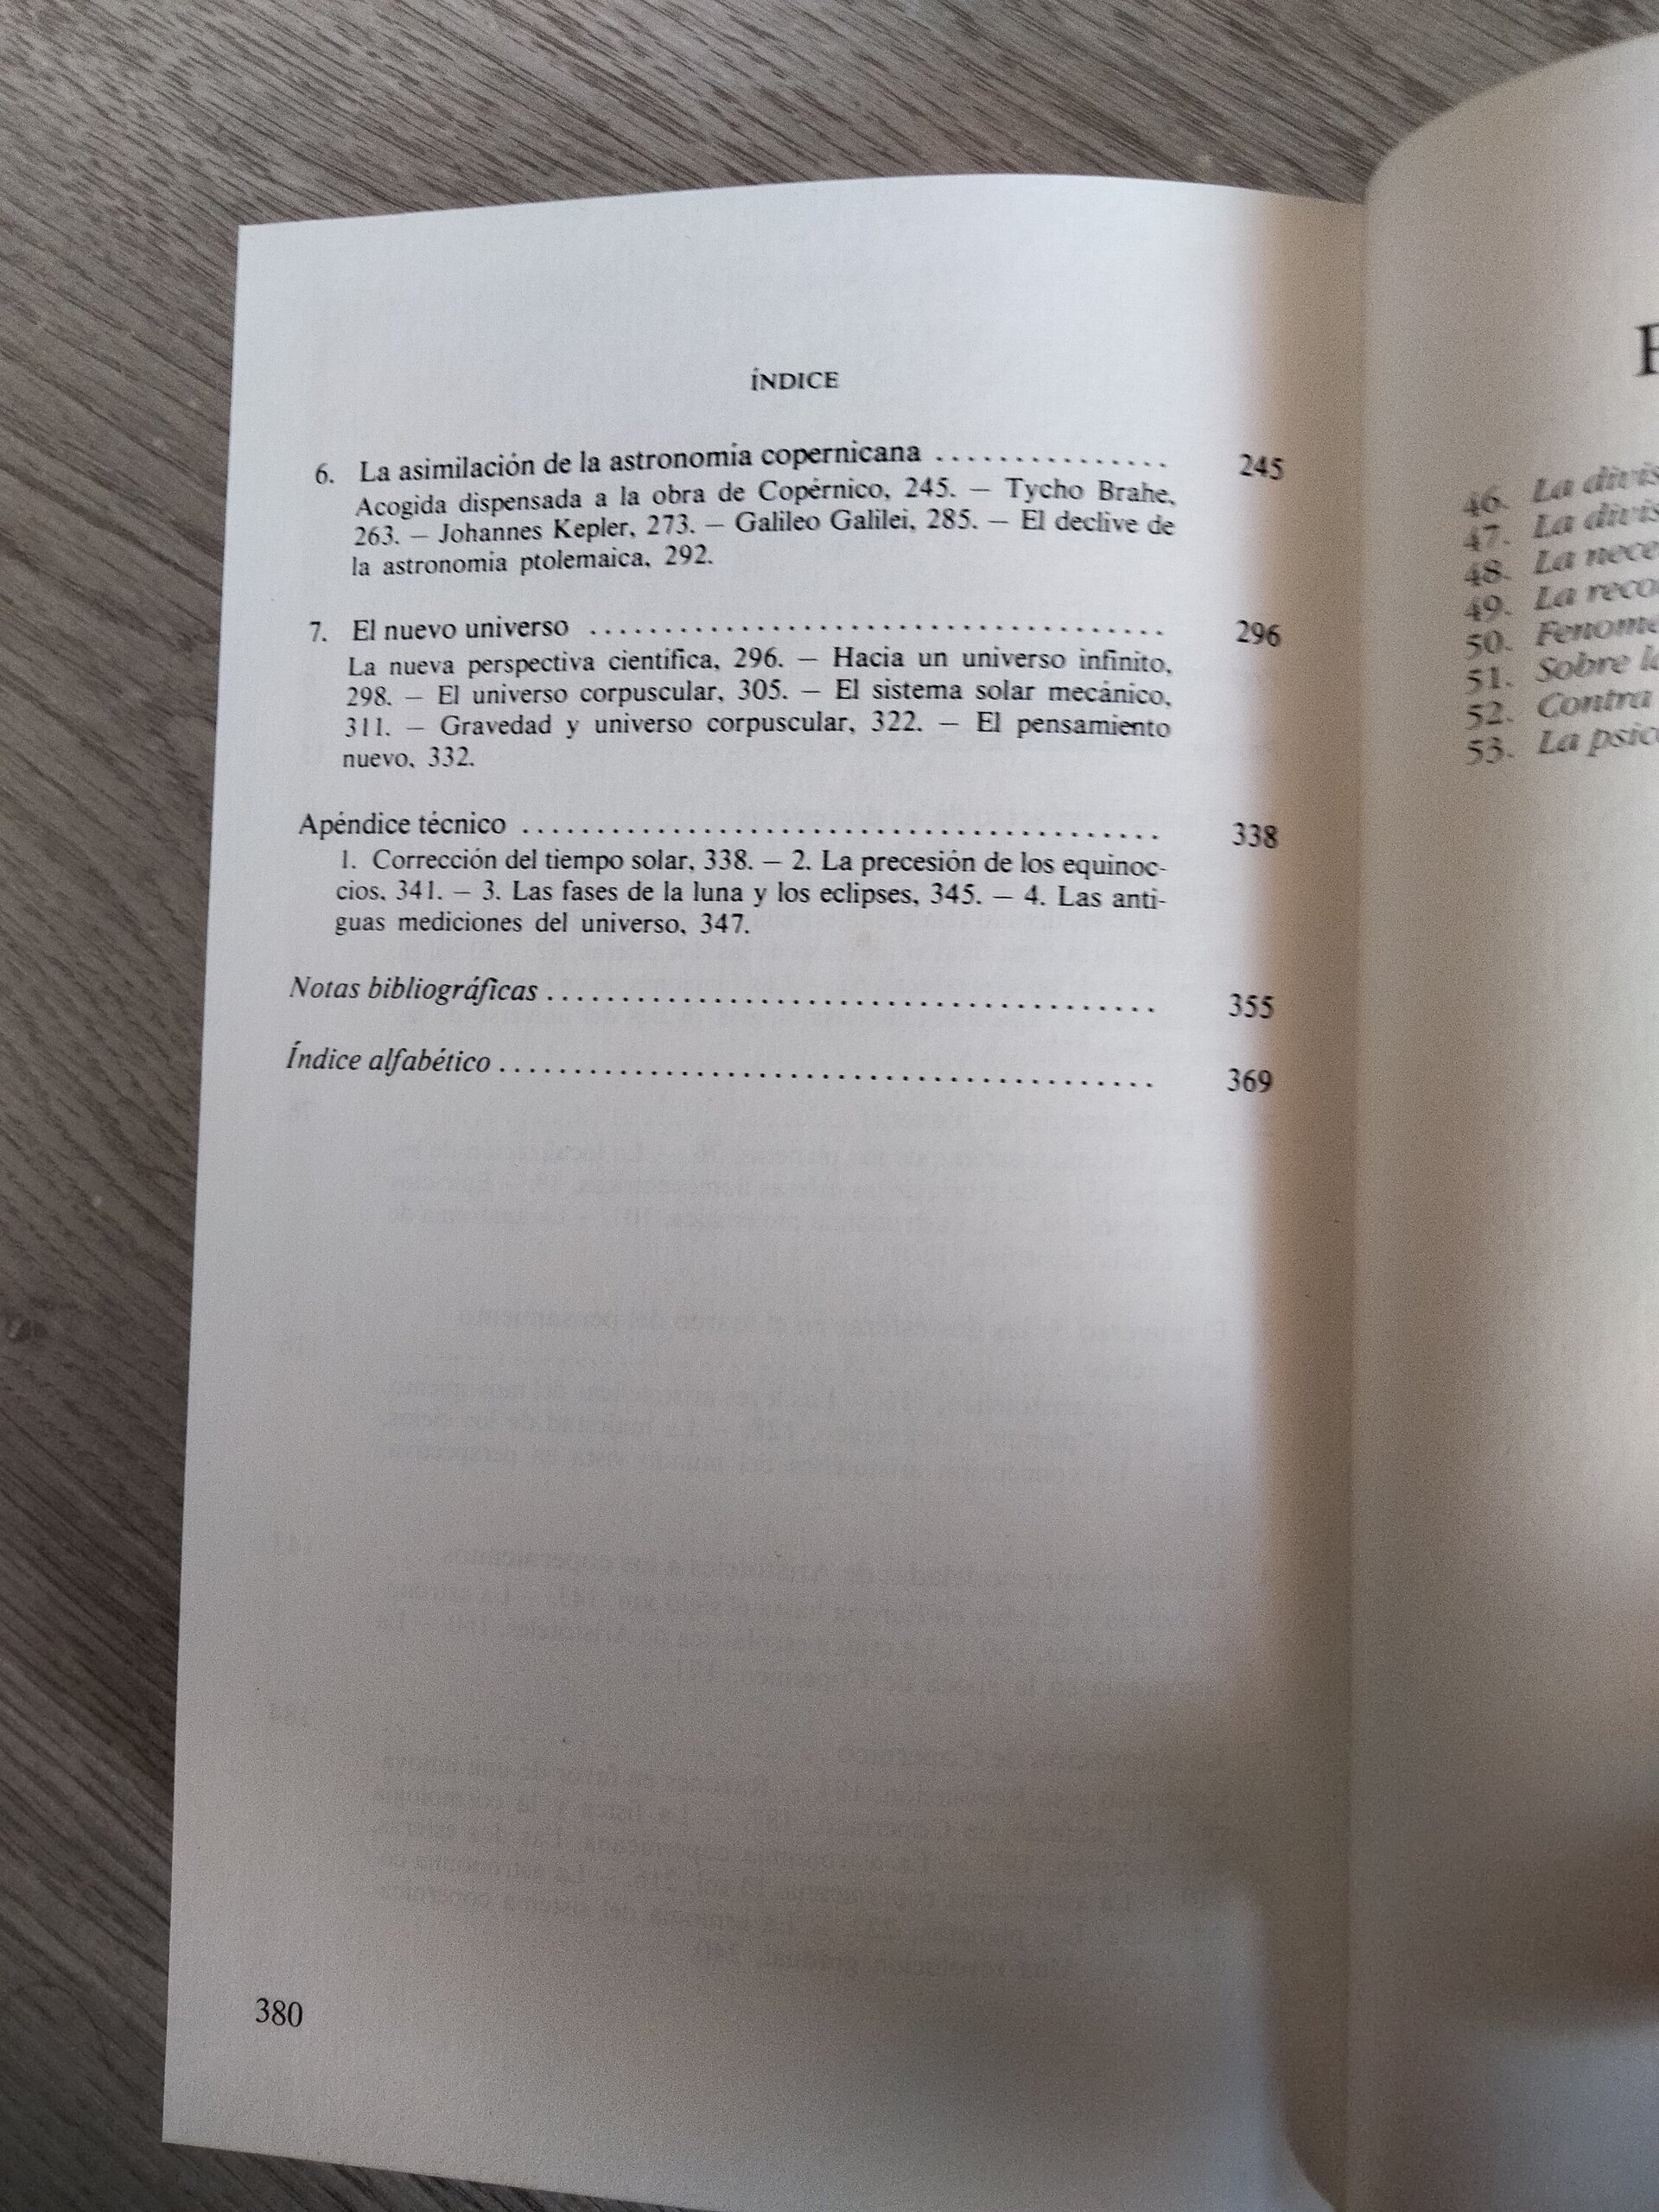 ÍNDICE
6. La asimilación de la astronomía copernicana ................ 245
Acogida dispensada a la obra de Copérnico, 245. — Tycho Brahe,
263. — Johannes Kepler, 273. — Galileo Galilei, 285. — El declive de
la astronomía ptolemaica, 292.
7. El nuevo universo ....................................... 296
La nueva perspectiva científica, 296. — Hacia un universo infinito,
298. — El universo corpuscular, 305. — El sistema solar mecánico,
311. — Gravedad y universo corpuscular, 322. — El pensamiento
nuevo, 332.
Apéndice técnico ........................................... 338
1. Corrección del tiempo solar, 338. — 2. La precesión de los equinoc-
cios, 341. — 3. Las fases de la luna y los eclipses, 345. — 4. Las anti-
guas mediciones del universo, 347.
Notas bibliográficas ......................................... 355
Índice alfabético ............................................ 369
380
46. La
47. La
48. La
49. La
50.
51. Sobre
52. Contra
53. La